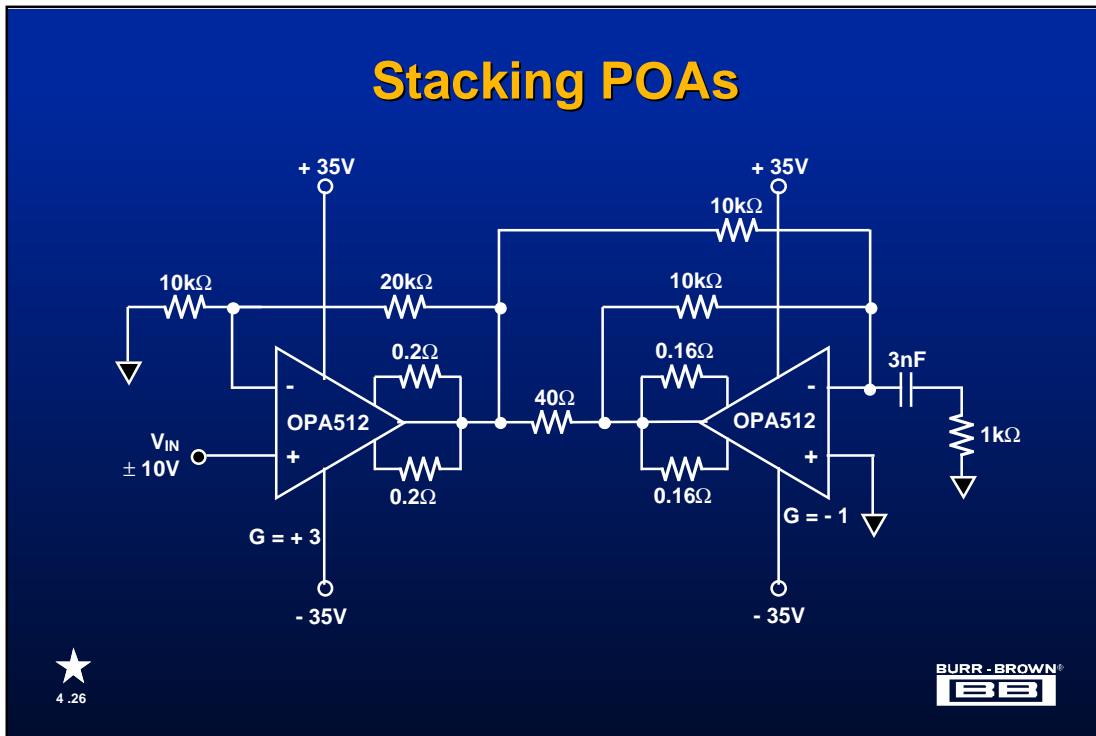 Stacking POAs
+ 35V
+ 35V
10kΩ
10kΩ
20kΩ
10kΩ
0.2Ω
0.16Ω
3nF
-
-
40Ω
OPA512
OPA512
VIN
± 10V
+
+
1kΩ
0.2Ω
0.16Ω
G = + 3
G = - 1
- 35V
- 35V
4 .26
BURR - BROWN®
BB